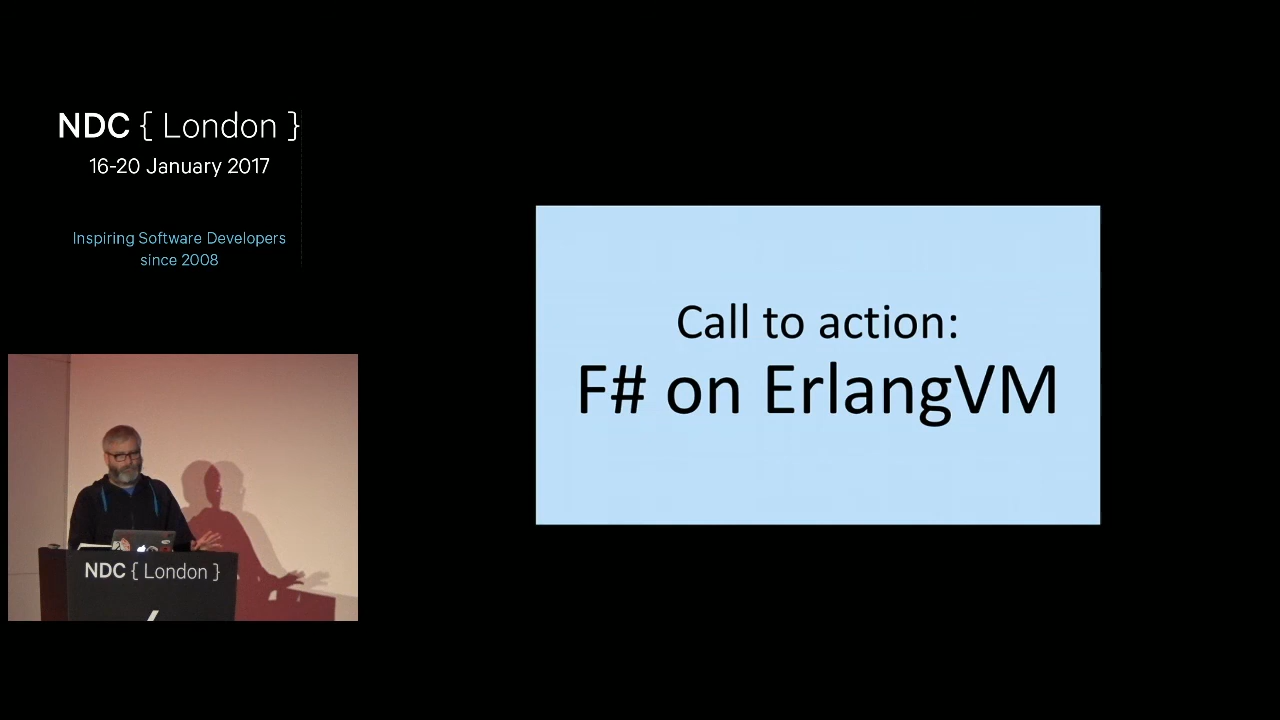 NDC { London }
16-20 January 2017
Inspiring Software Developers
since 2008
Call to action:
F# on ErlangVM
NDC { London }